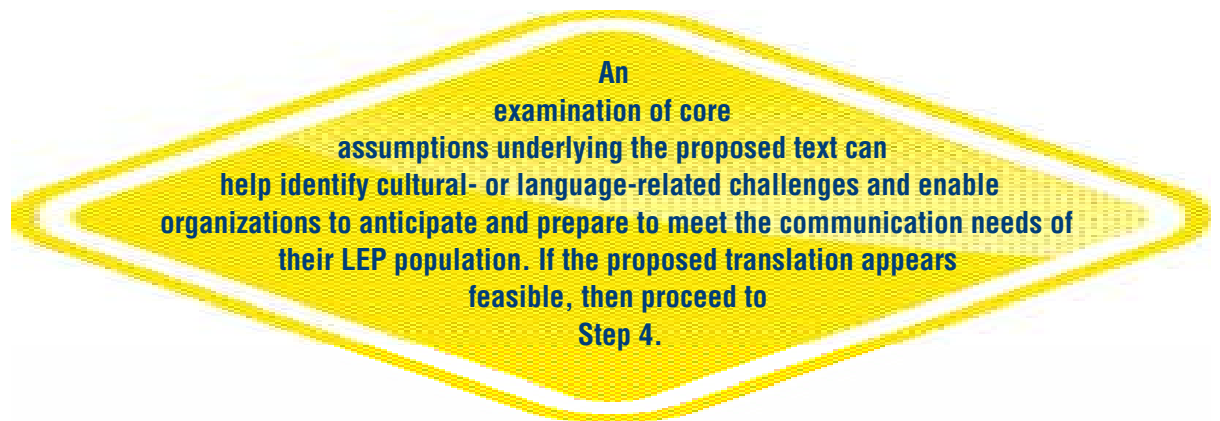 An
examination of core
assumptions underlying the proposed text can
help identify cultural- or language-related challenges and enable
organizations to anticipate and prepare to meet the communication needs of
their LEP population. If the proposed translation appears
feasible, then proceed to
Step 4.